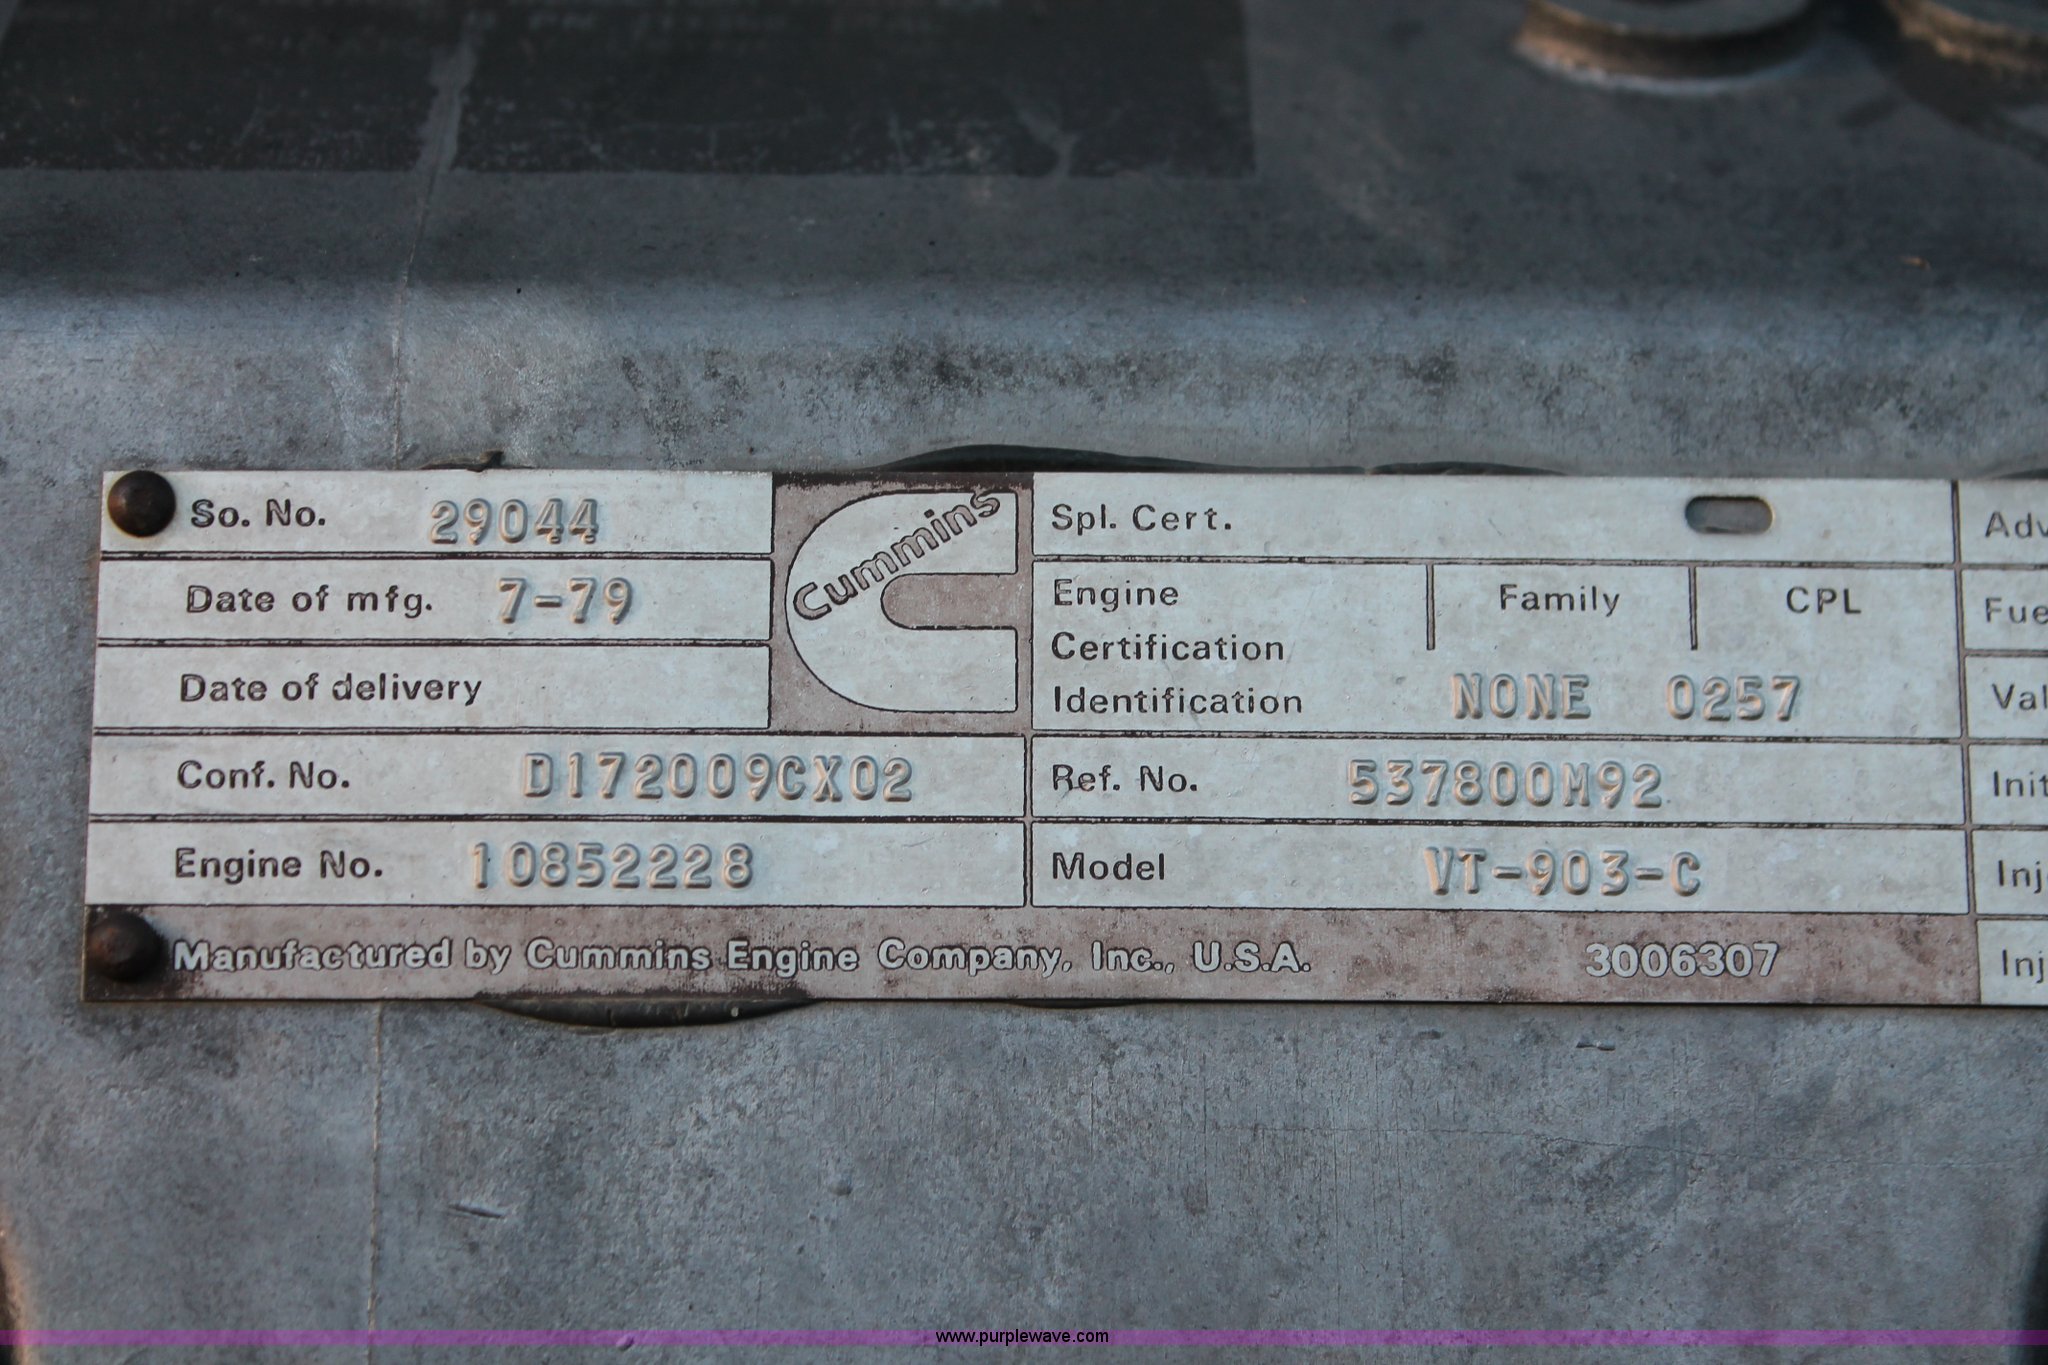 So. No. 29044
Date of mfg. 7-79
Date of delivery
Conf. No. D172009CX02
Engine No. 10852228
Cummins
Spl. Cert.
Engine Family CPL
Certification
Identification NONE 0257
Ref. No. 537800M92
Model VT-903-C
Adv
Fue
Val
Init
Inj
Inj
Manufactured by Cummins Engine Company, Inc., U.S.A. 3006307
www.purplewave.com